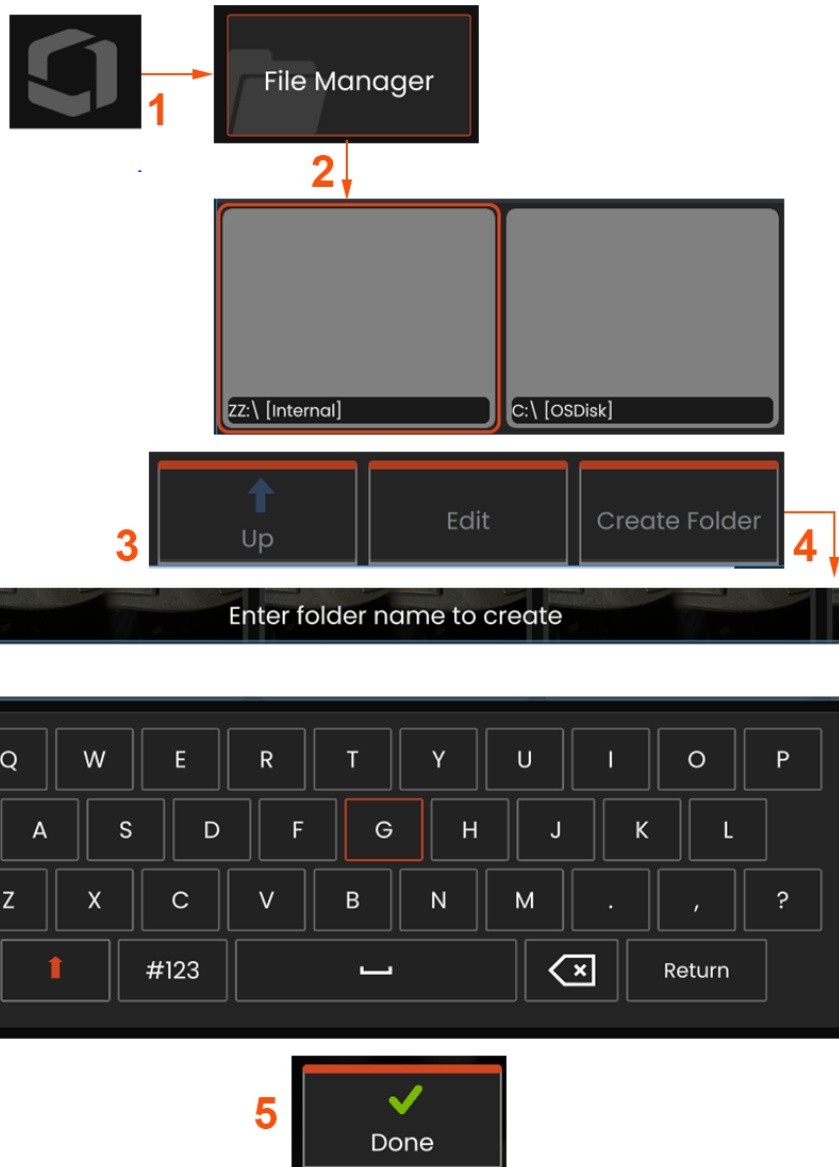 1
File Manager
2
ZZ:\ [Internal]
C:\ [OSDisk]
3
Up
Edit
Create Folder
4
Enter folder name to create
Q W E R T Y U I O P
A S D F G H J K L
Z X C V B N M . , ?
#123
Return
5
Done